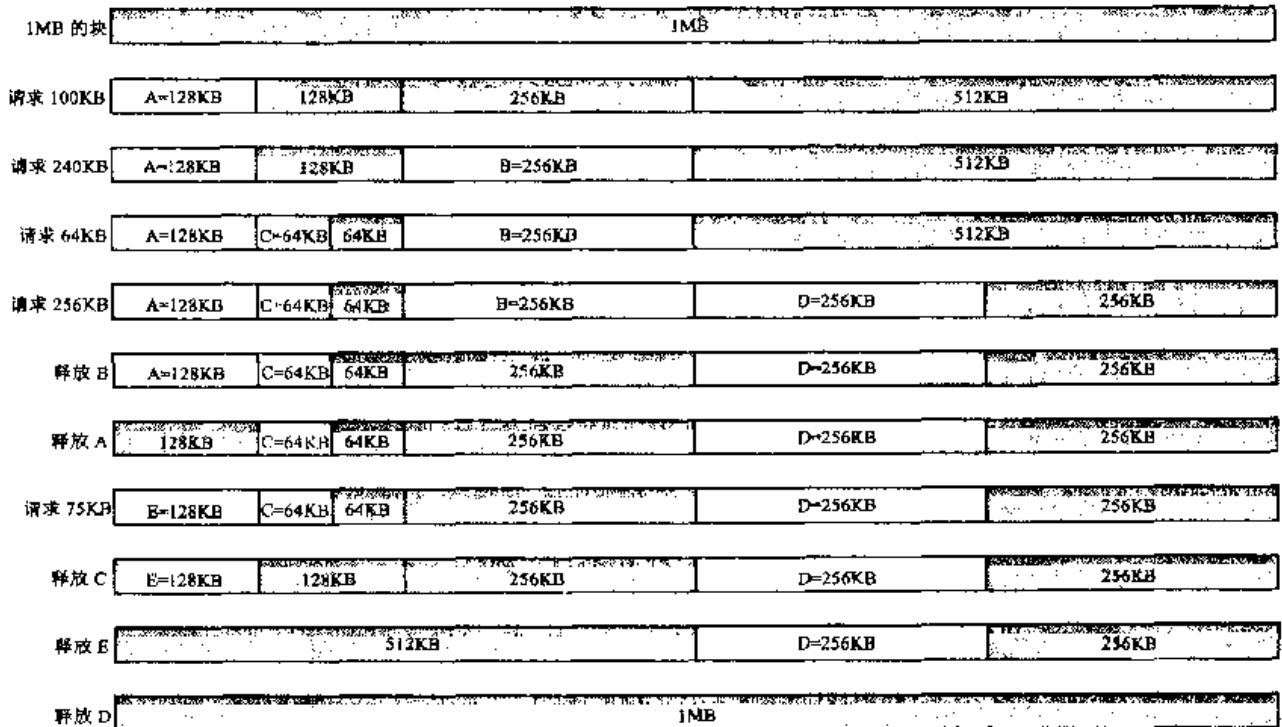 1MB 的块 1MB
请求 100KB A=128KB 128KB 256KB 512KB
请求 240KB A=128KB 128KB B=256KB 512KB
请求 64KB A=128KB C=64KB 64KB B=256KB 512KB
请求 256KB A=128KB C=64KB 64KB B=256KB D=256KB 256KB
释放 B A=128KB C=64KB 64KB 256KB D=256KB 256KB
释放 A 128KB C=64KB 64KB 256KB D=256KB 256KB
请求 75KB E=128KB C=64KB 64KB 256KB D=256KB 256KB
释放 C E=128KB 128KB 256KB D=256KB 256KB
释放 E 512KB D=256KB 256KB
释放 D 1MB